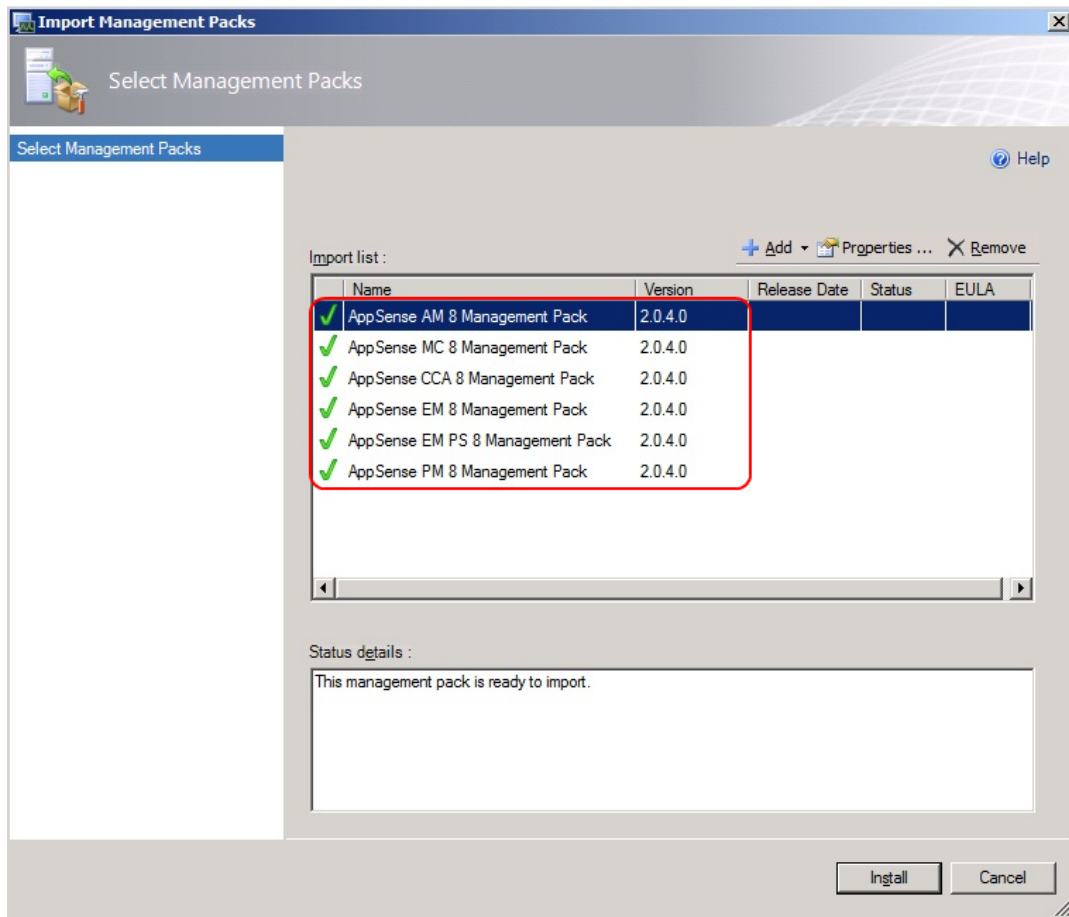 Import Management Packs
Select Management Packs
Select Management Packs
Help
Import list :
Add
Properties ...
Remove
Name Version Release Date Status EULA
AppSense AM 8 Management Pack 2.0.4.0
AppSense MC 8 Management Pack 2.0.4.0
AppSense CCA 8 Management Pack 2.0.4.0
AppSense EM 8 Management Pack 2.0.4.0
AppSense EM PS 8 Management Pack 2.0.4.0
AppSense PM 8 Management Pack 2.0.4.0
Status details :
This management pack is ready to import.
Install Cancel